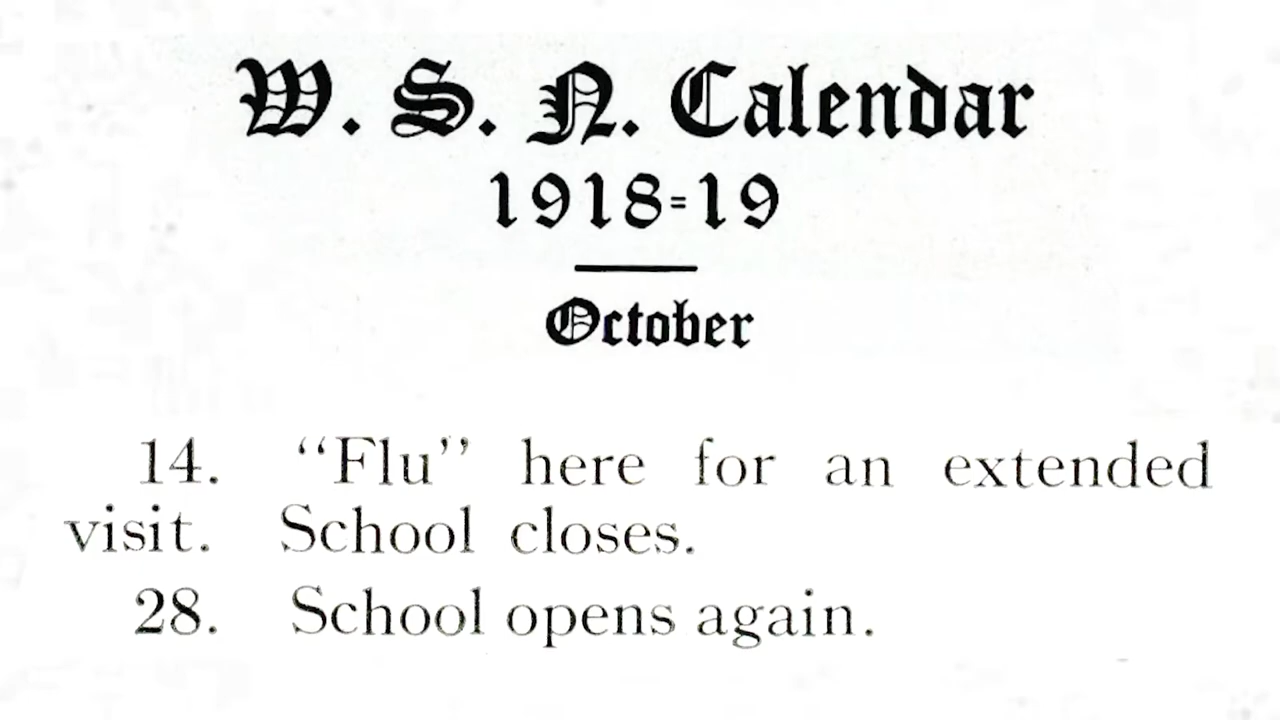 W. S. N. Calendar
1918=19
October
14. “Flu” here for an extended
visit. School closes.
28. School opens again.